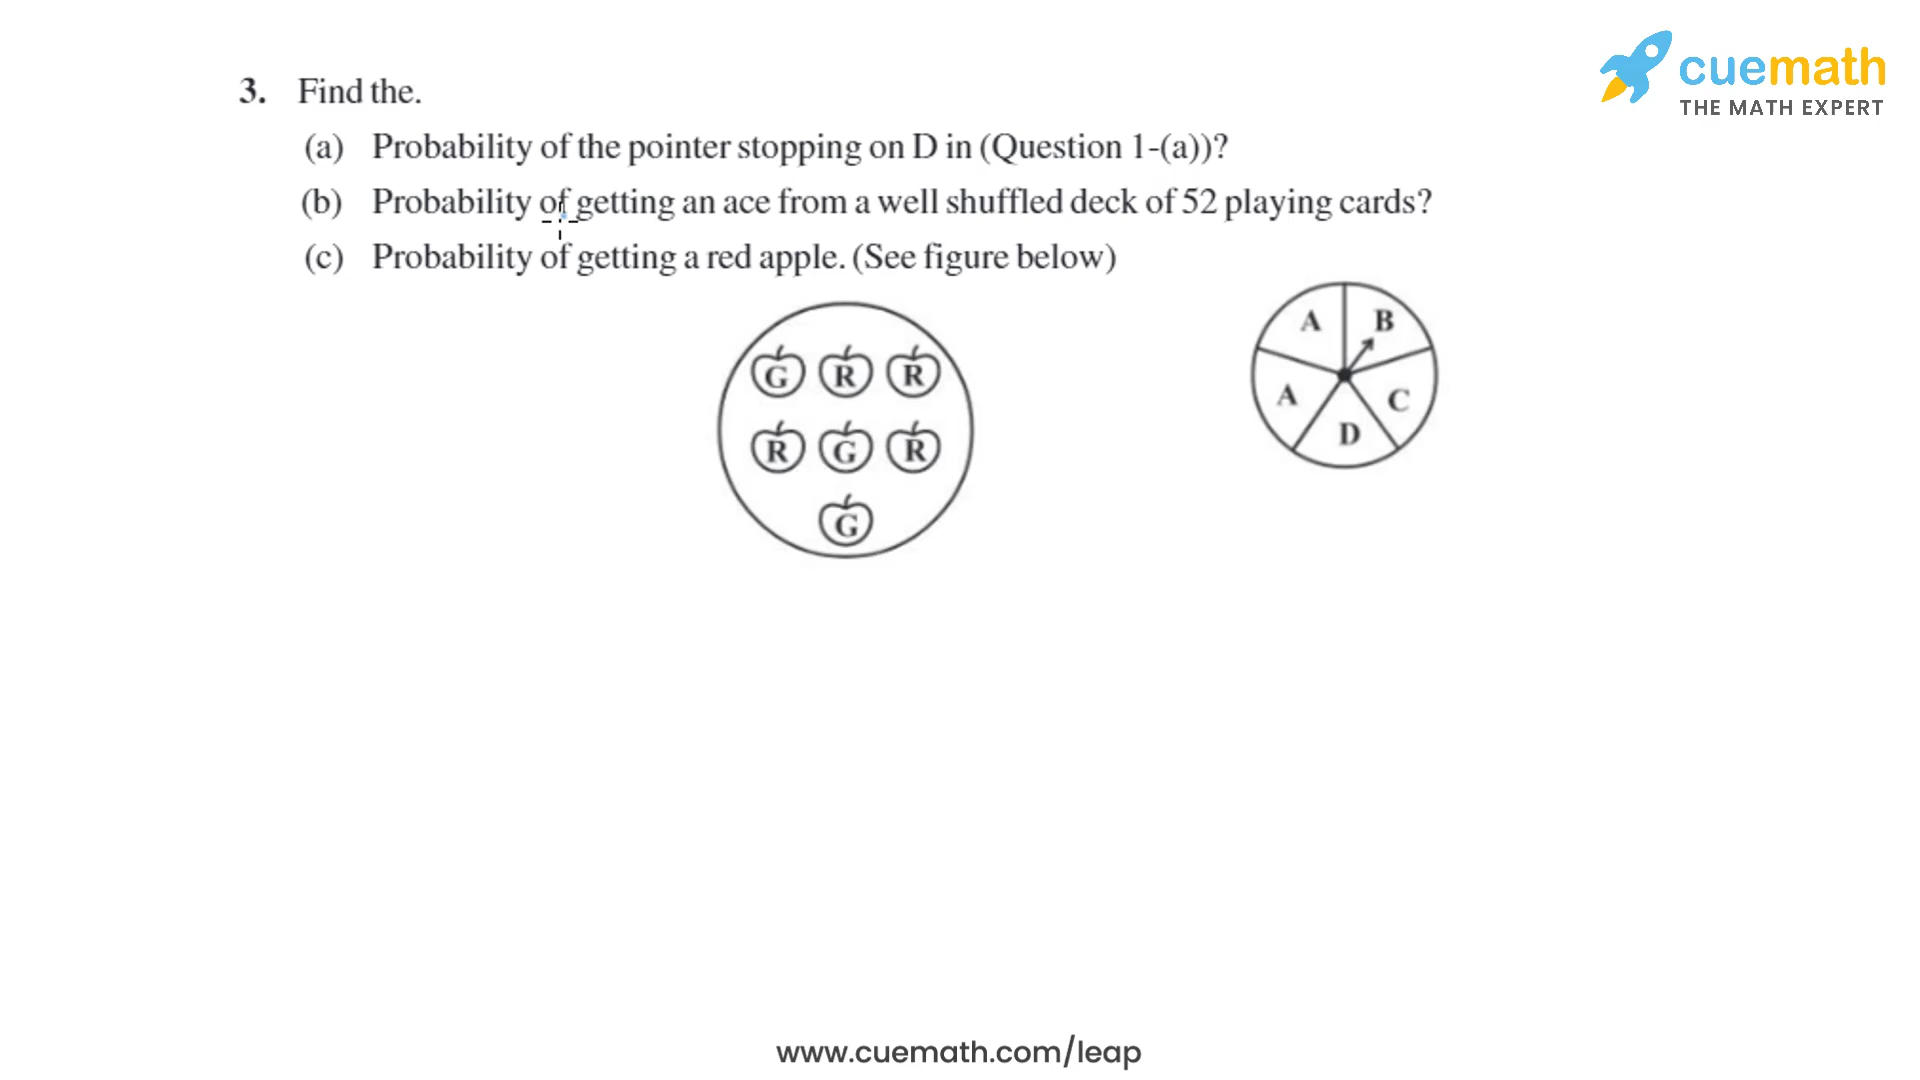 cuemath
THE MATH EXPERT
3. Find the.
(a) Probability of the pointer stopping on D in (Question 1-(a))?
(b) Probability of getting an ace from a well shuffled deck of 52 playing cards?
(c) Probability of getting a red apple. (See figure below)
G R R
R G R
G
A B
A C
D
www.cuemath.com/leap